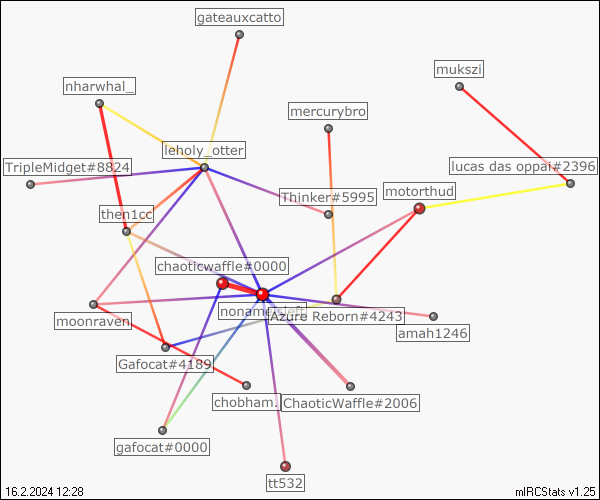 gateauxcatto
mukszi
nharwhal_
mercurybro
leholy_otter
TripleMidget#8824
lucas das oppai#2396
motorthud
Thinker#5995
then1cc
chaoticwaffle#0000
moonraven
Azure Reborn#4243
amah1246
Gafocat#4189
chobham.
ChaoticWaffle#2006
gafocat#0000
tt532
16.2.2024 12:28
mIRCStats v1.25